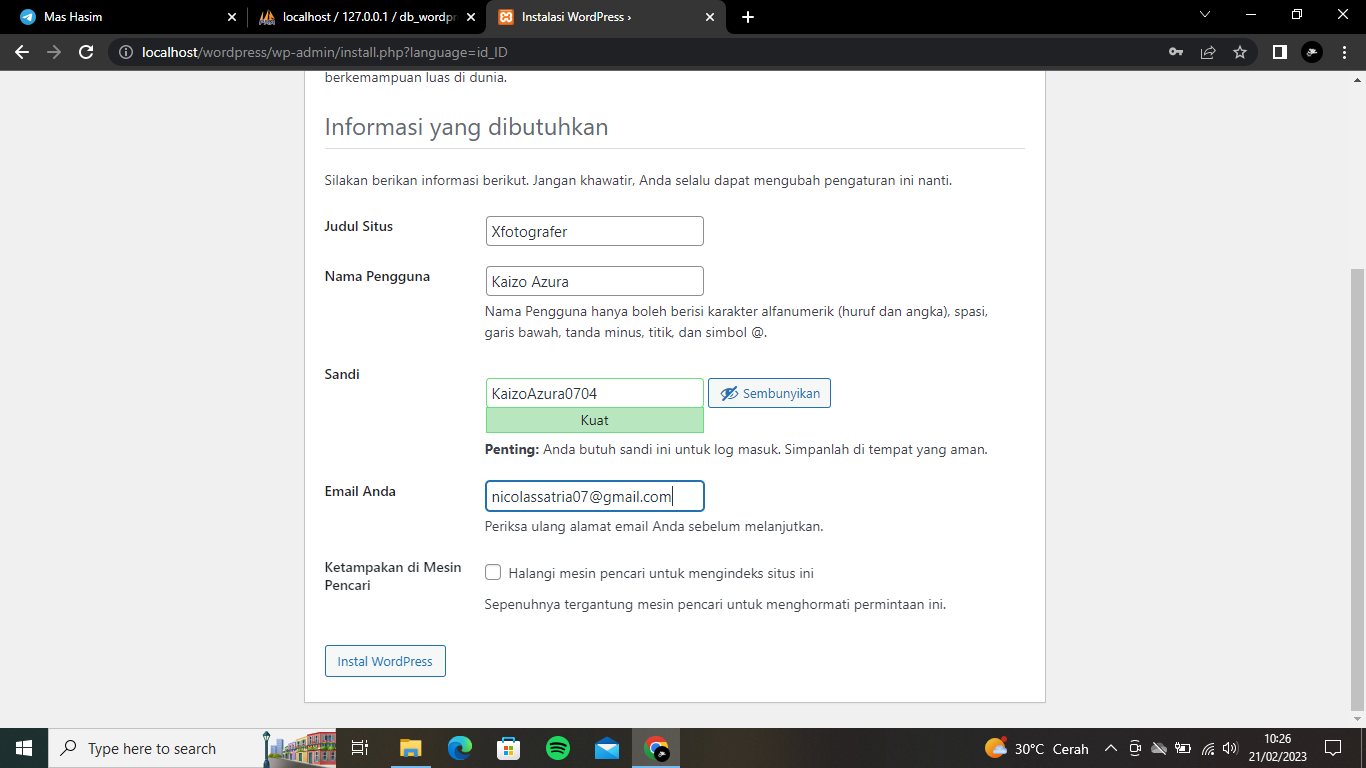 Mas Hasim
localhost / 127.0.0.1 / db_wordpr
Instalasi WordPress ›
localhost/wordpress/wp-admin/install.php?language=id_ID
berkemampuan luas di dunia.
Informasi yang dibutuhkan
Silakan berikan informasi berikut. Jangan khawatir, Anda selalu dapat mengubah pengaturan ini nanti.
Judul Situs
Xfotografer
Nama Pengguna
Kaizo Azura
Nama Pengguna hanya boleh berisi karakter alfanumerik (huruf dan angka), spasi,
garis bawah, tanda minus, titik, dan simbol @.
Sandi
KaizoAzura0704
Sembunyikan
Kuat
Penting: Anda butuh sandi ini untuk log masuk. Simpanlah di tempat yang aman.
Email Anda
nicolassatria07@gmail.com
Periksa ulang alamat email Anda sebelum melanjutkan.
Ketampakan di Mesin
Pencari
Halangi mesin pencari untuk mengindeks situs ini
Sepenuhnya tergantung mesin pencari untuk menghormati permintaan ini.
Instal WordPress
Type here to search
30°C Cerah
10:26
21/02/2023